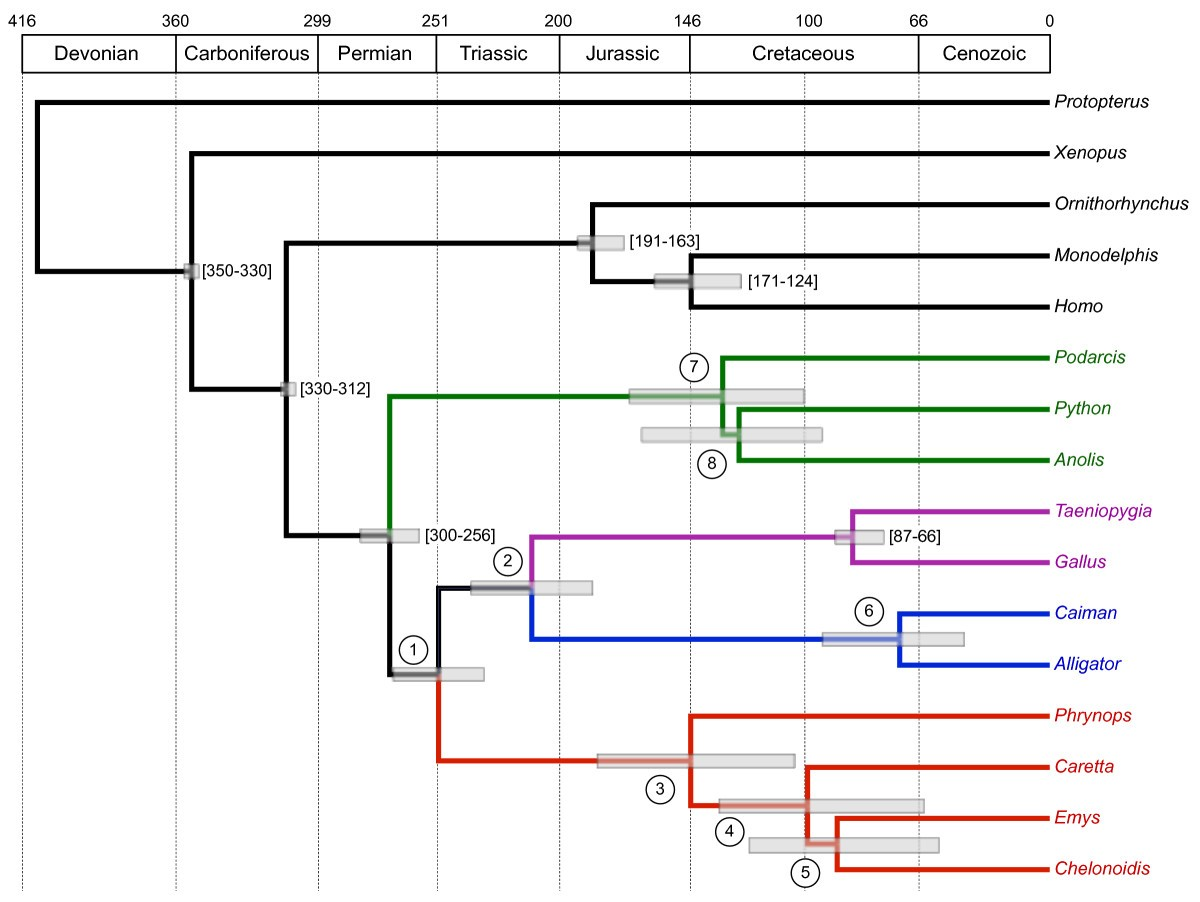 416 360 299 251 200 146 100 66 0
Devonian Carboniferous Permian Triassic Jurassic Cretaceous Cenozoic
Protopterus
Xenopus
Ornithorhynchus
[191-163]
Monodelphis
[350-330]
[171-124]
Homo
Podarcis
7
[330-312]
Python
Anolis
8
Taeniopygia
[300-256]
[87-66]
2
Gallus
6
Caiman
1
Alligator
Phrynops
Caretta
3
Emys
4
Chelonoidis
5